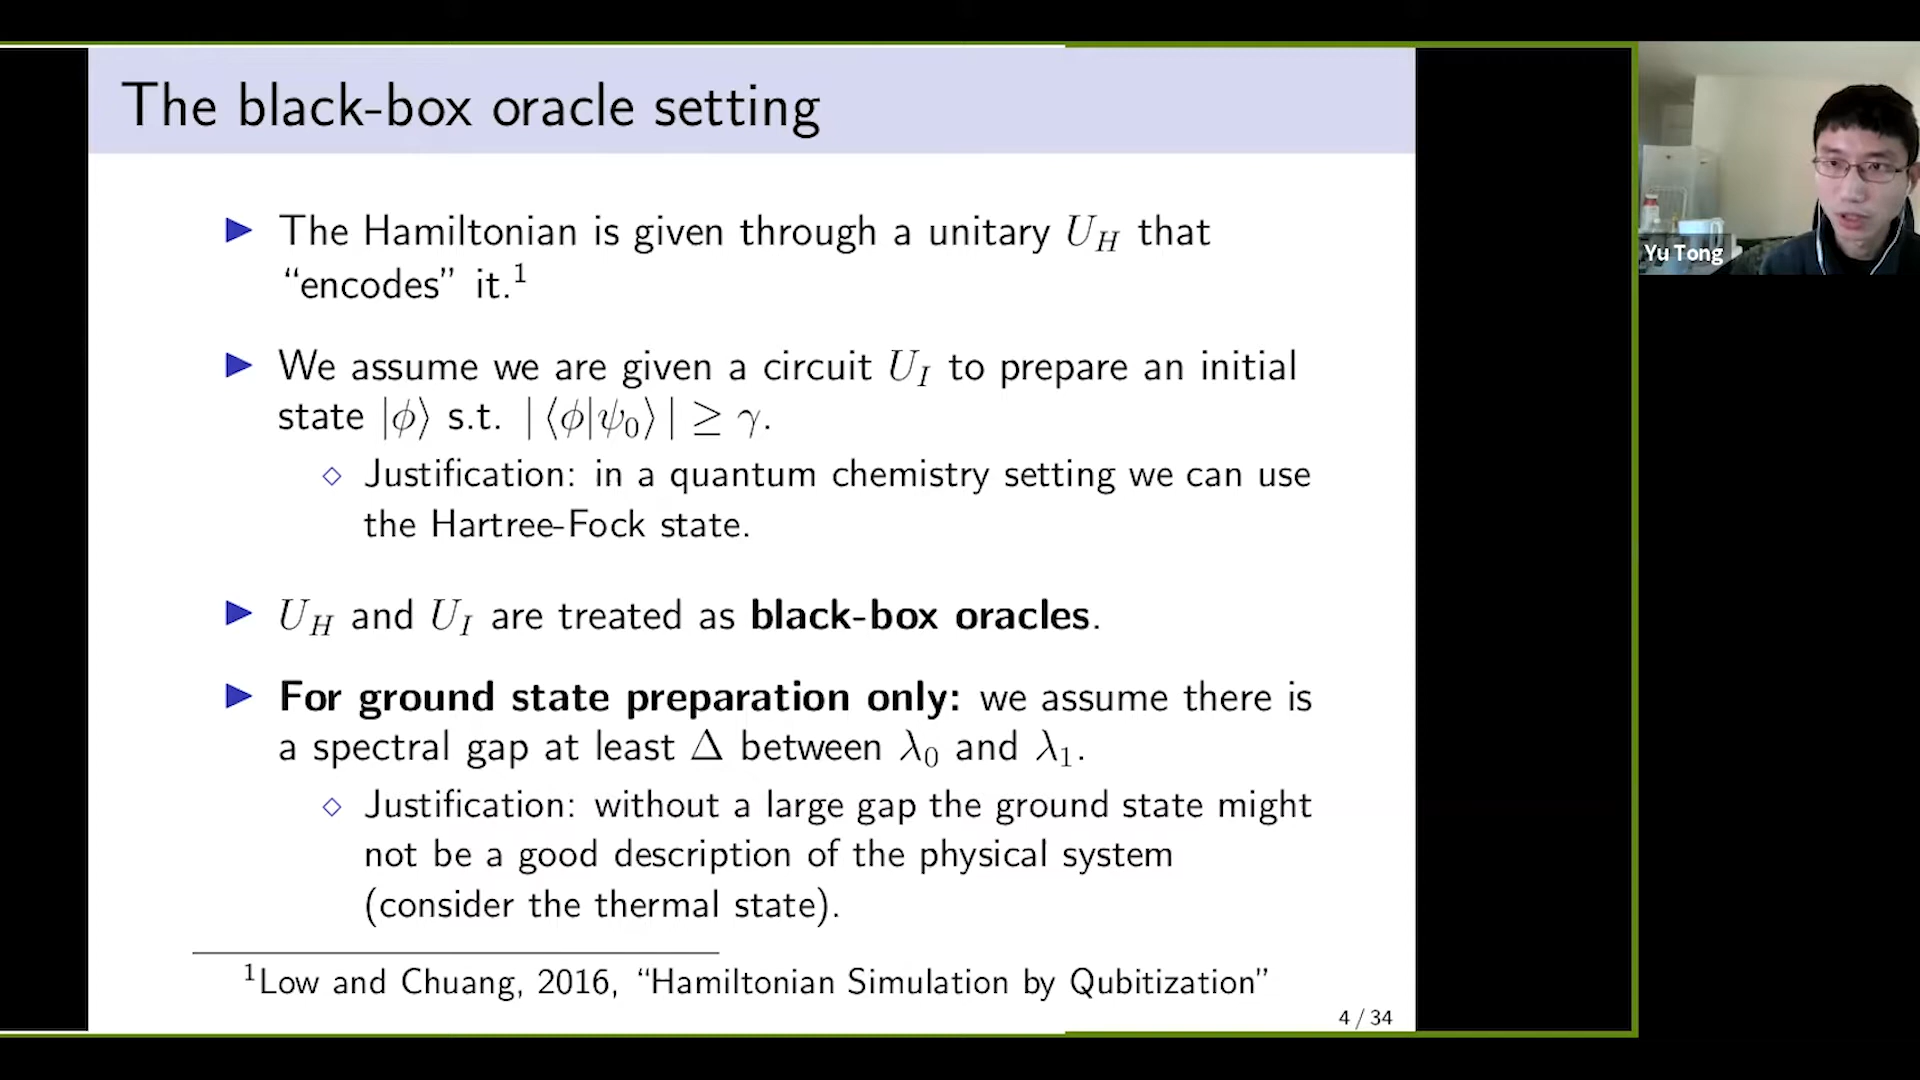 The black-box oracle setting
▶ The Hamiltonian is given through a unitary U_H that
“encodes” it.¹
▶ We assume we are given a circuit U_I to prepare an initial
state |ϕ⟩ s.t. |⟨ϕ|ψ₀⟩| ≥ γ.
◇ Justification: in a quantum chemistry setting we can use
the Hartree-Fock state.
▶ U_H and U_I are treated as black-box oracles.
▶ For ground state preparation only: we assume there is
a spectral gap at least Δ between λ₀ and λ₁.
◇ Justification: without a large gap the ground state might
not be a good description of the physical system
(consider the thermal state).
¹Low and Chuang, 2016, “Hamiltonian Simulation by Qubitization”
4 / 34
Yu Tong